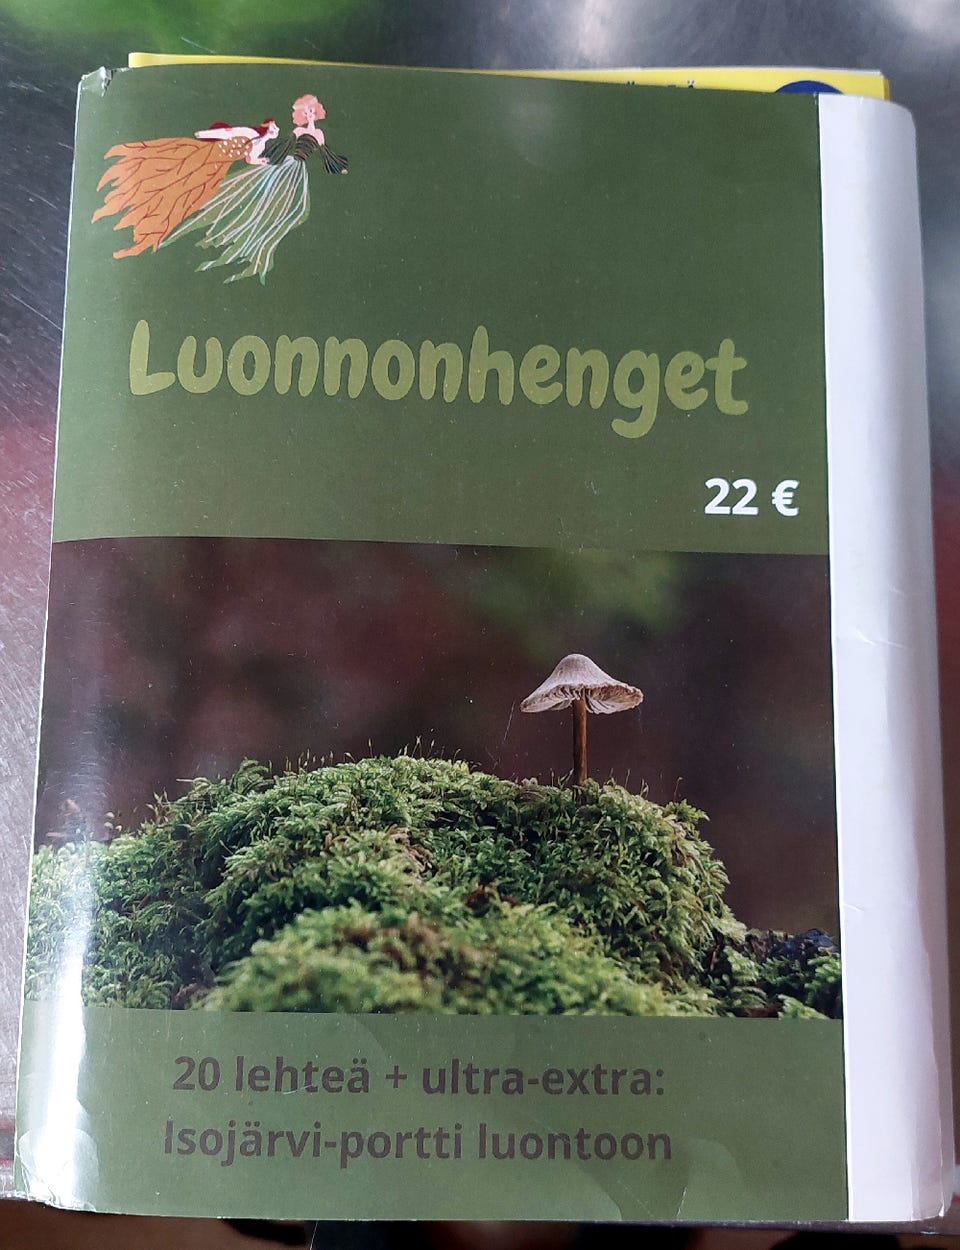 Luonnonhenget
22 €
20 lehteä + ultra-extra:
Isojärvi-portti luontoon